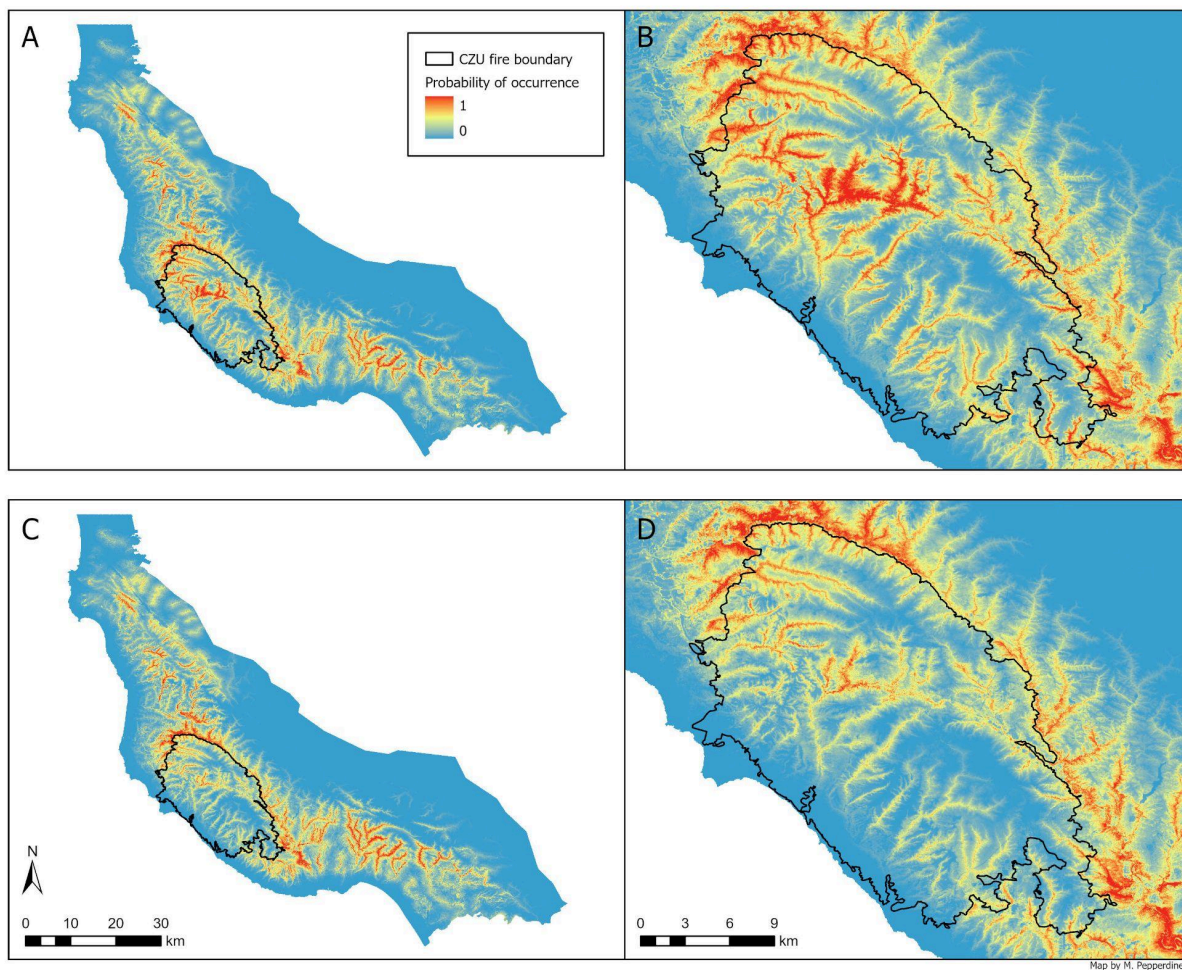 A
CZU fire boundary
Probability of occurrence
1
0
B
C
N
0 10 20 30
km
D
0 3 6 9
km
Map by M. Pepperdine